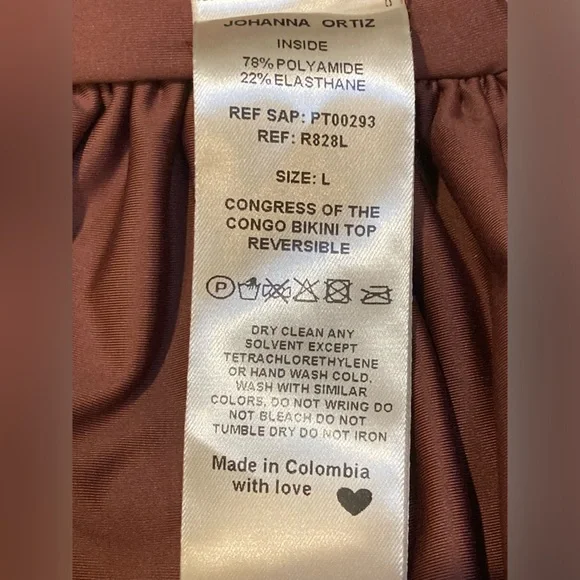 JOHANNA ORTIZ
INSIDE
78% POLYAMIDE
22% ELASTHANE
REF SAP: PT00293
REF: R828L
SIZE: L
CONGRESS OF THE
CONGO BIKINI TOP
REVERSIBLE
P
DRY CLEAN ANY
SOLVENT EXCEPT
TETRACHLORETHYLENE
OR HAND WASH COLD,
WASH WITH SIMILAR
COLORS, DO NOT WRING DO
NOT BLEACH DO NOT
TUMBLE DRY DO NOT IRON
Made in Colombia
with love